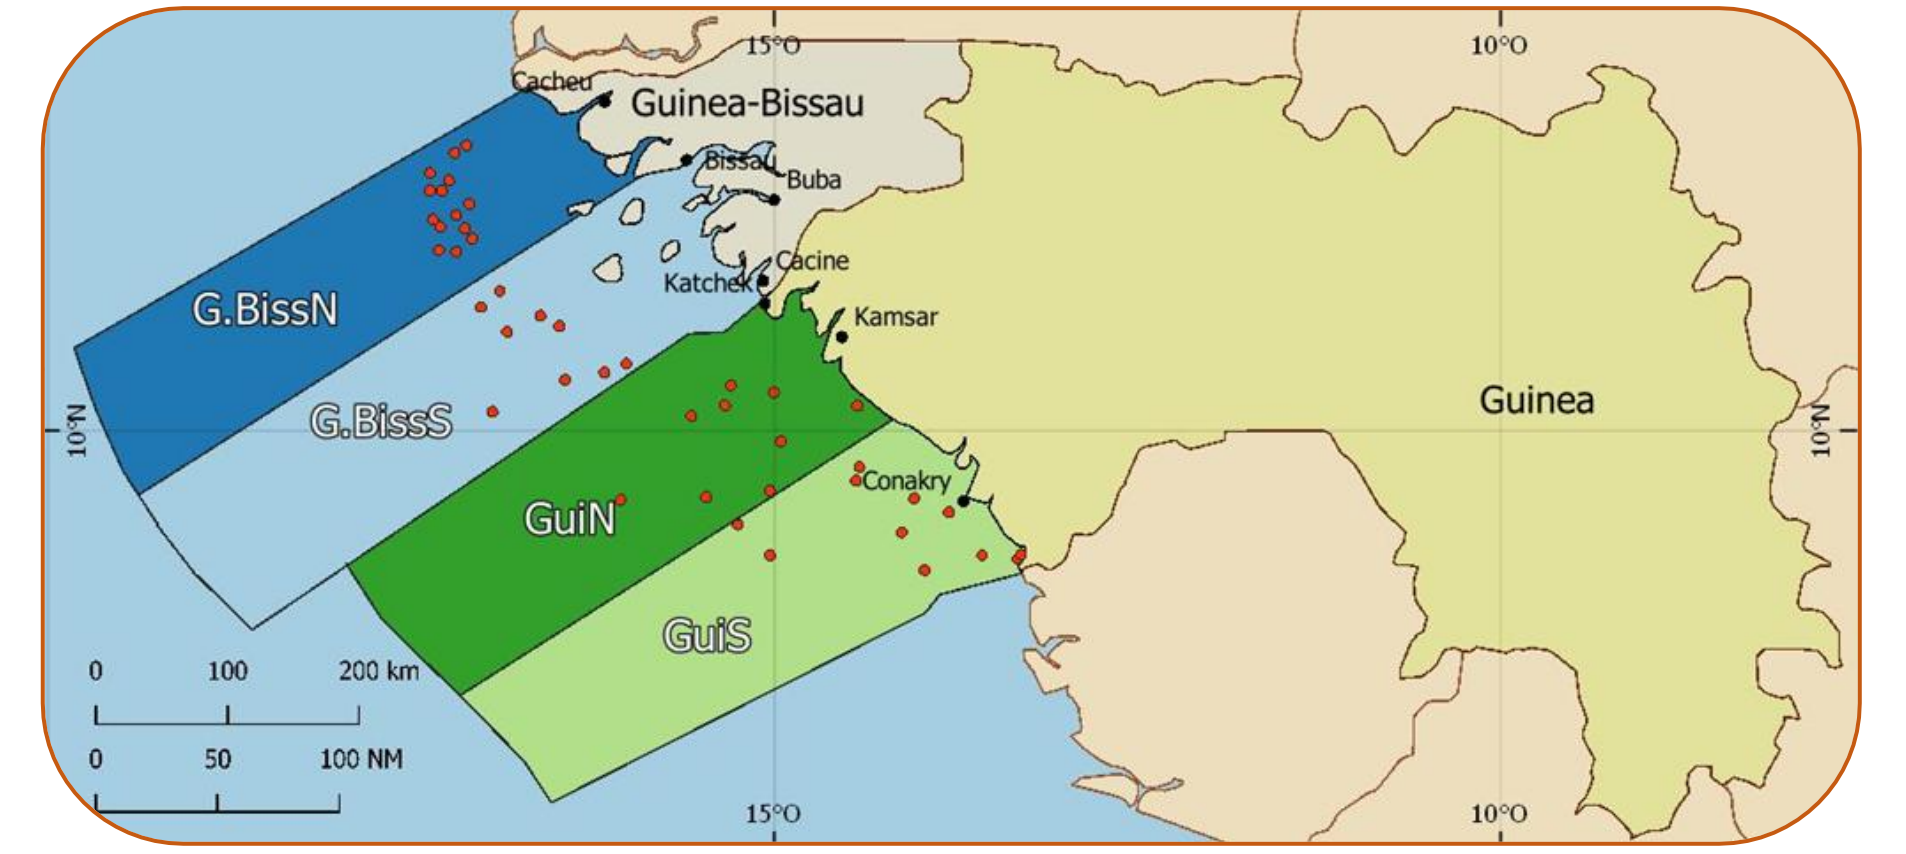 15°O 10°O
Cacheu
Guinea-Bissau
Bissau
Buba
Cacine
Katchek
Kamsar
G.BissN
G.BissS
10°N
Guinea
10°N
Conakry
GuiN
GuiS
0 100 200 km
0 50 100 NM
15°O 10°O